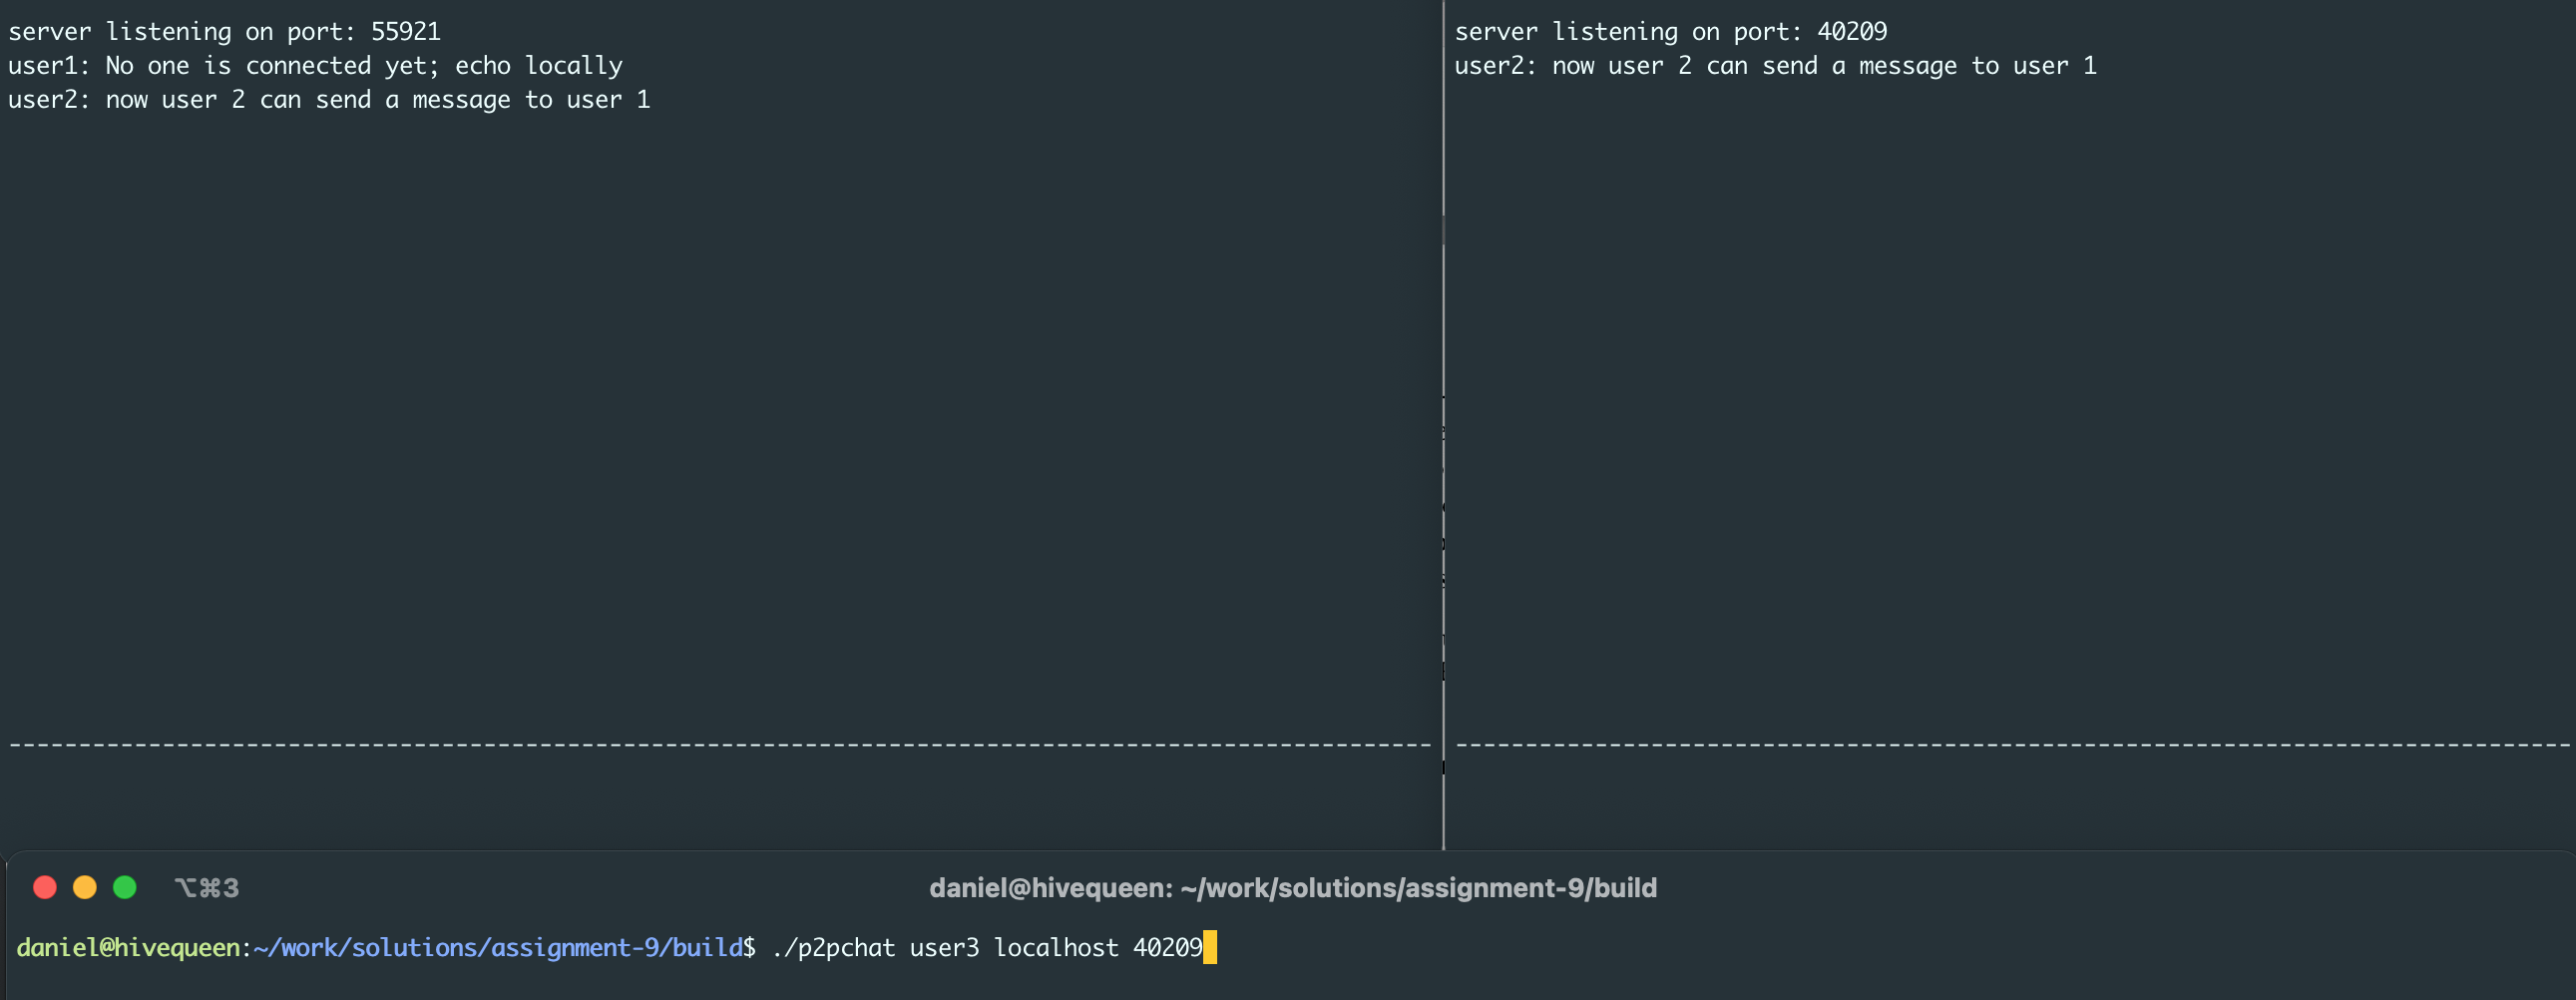 server listening on port: 55921
user1: No one is connected yet; echo locally
user2: now user 2 can send a message to user 1
server listening on port: 40209
user2: now user 2 can send a message to user 1
⌥⌘3
daniel@hivequeen: ~/work/solutions/assignment-9/build
daniel@hivequeen:~/work/solutions/assignment-9/build$ ./p2pchat user3 localhost 40209